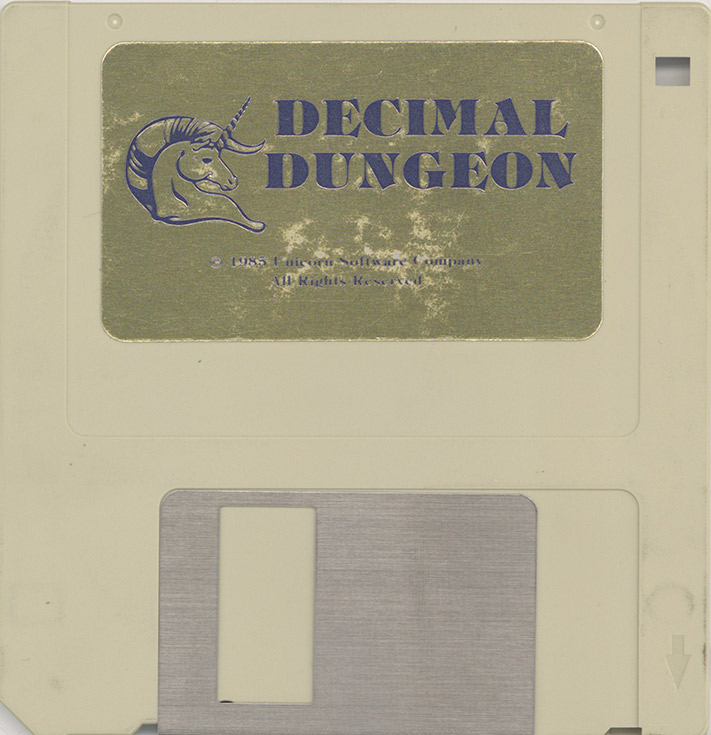 DECIMAL
DUNGEON
© 1985 Unicorn Software Company
All Rights Reserved